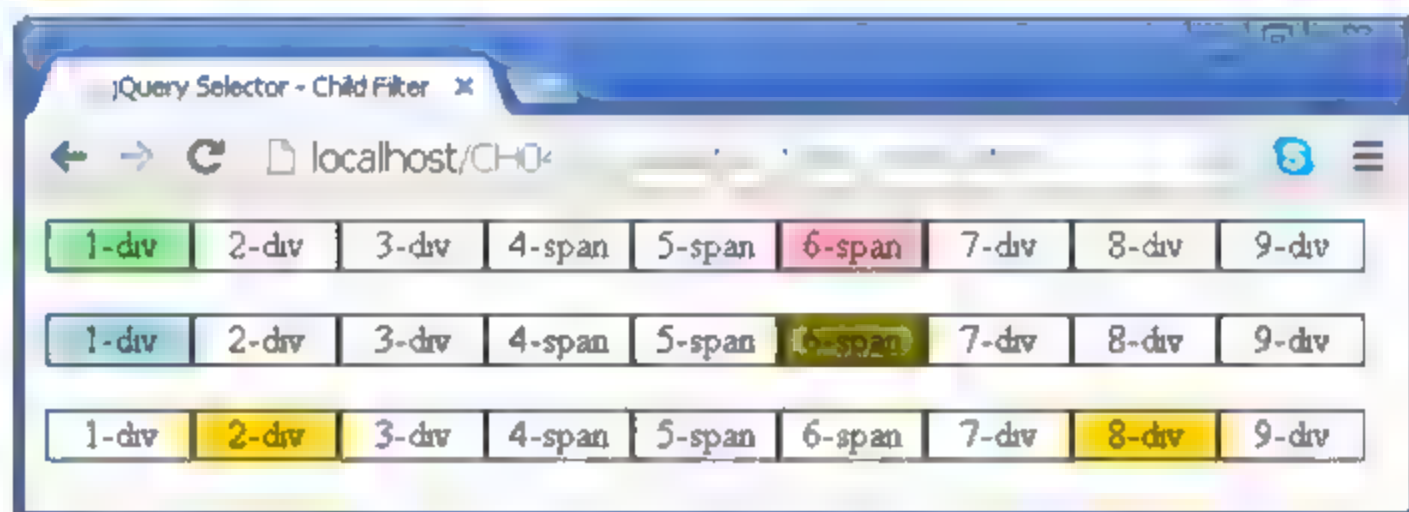 jQuery Selector - Child Filter ×
localhost/CH04
1-div 2-div 3-div 4-span 5-span 6-span 7-div 8-div 9-div
1-div 2-div 3-div 4-span 5-span 6-span 7-div 8-div 9-div
1-div 2-div 3-div 4-span 5-span 6-span 7-div 8-div 9-div